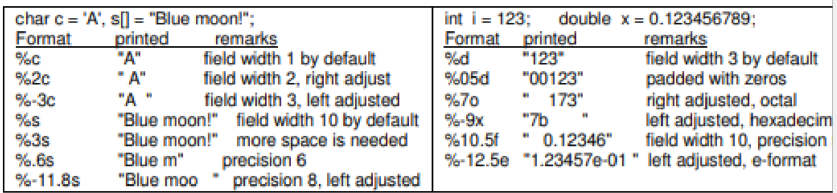 char c = 'A', s[] = "Blue moon!";
Format printed remarks
%c "A" field width 1 by default
%2c " A" field width 2, right adjust
%-3c "A  " field width 3, left adjusted
%s "Blue moon!" field width 10 by default
%3s "Blue moon!" more space is needed
%.6s "Blue m" precision 6
%-11.8s "Blue moo   " precision 8, left adjusted
int i = 123; double x = 0.123456789;
Format printed remarks
%d "123" field width 3 by default
%05d "00123" padded with zeros
%7o "    173" right adjusted, octal
%-9x "7b       " left adjusted, hexadecim
%10.5f "   0.12346" field width 10, precision
%-12.5e "1.23457e-01 " left adjusted, e-format